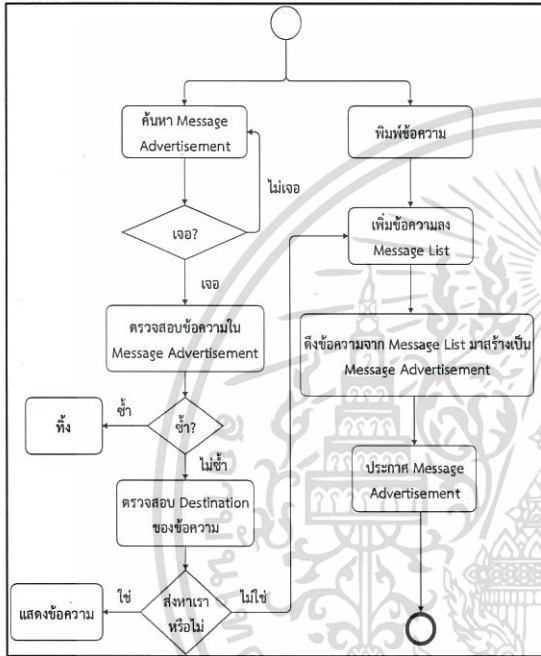 ค้นหา Message
Advertisement
พิมพ์ข้อความ
ไม่เจอ
เจอ?
เพิ่มข้อความลง
Message List
เจอ
ตรวจสอบข้อความใน
Message Advertisement
ดึงข้อความจาก Message List มาสร้างเป็น
Message Advertisement
ทิ้ง
ซ้ำ
ซ้ำ?
ไม่ซ้ำ
ประกาศ Message
Advertisement
ตรวจสอบ Destination
ของข้อความ
แสดงข้อความ
ใช่
ส่งหาเรา
หรือไม่
ไม่ใช่